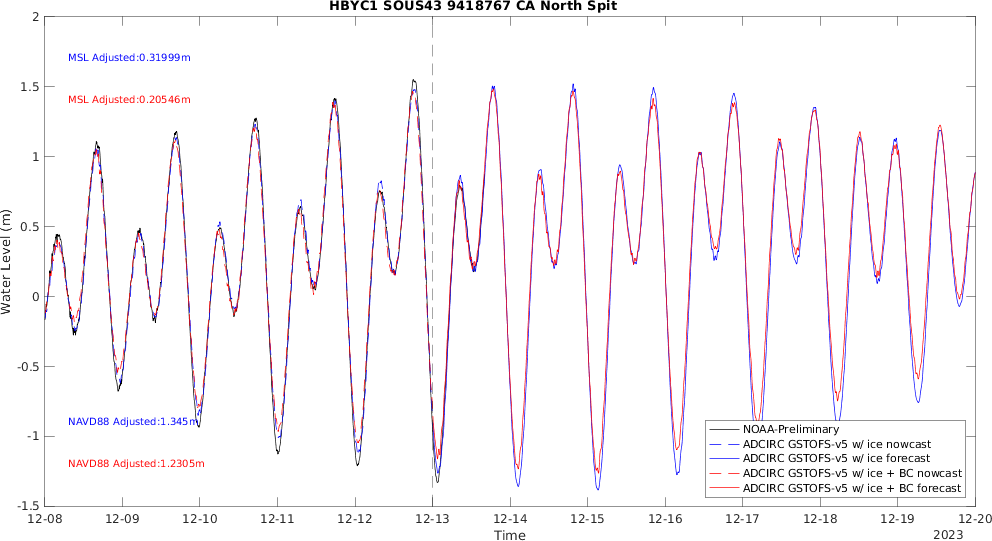 HBYC1 SOUS43 9418767 CA North Spit
2
1.5
1
0.5
0
-0.5
-1
-1.5
Water Level (m)
MSL Adjusted:0.31999m
MSL Adjusted:0.20546m
NAVD88 Adjusted:1.345m
NAVD88 Adjusted:1.2305m
NOAA-Preliminary
ADCIRC GSTOFS-v5 w/ ice nowcast
ADCIRC GSTOFS-v5 w/ ice forecast
ADCIRC GSTOFS-v5 w/ ice + BC nowcast
ADCIRC GSTOFS-v5 w/ ice + BC forecast
12-08 12-09 12-10 12-11 12-12 12-13 12-14 12-15 12-16 12-17 12-18 12-19 12-20
Time
2023